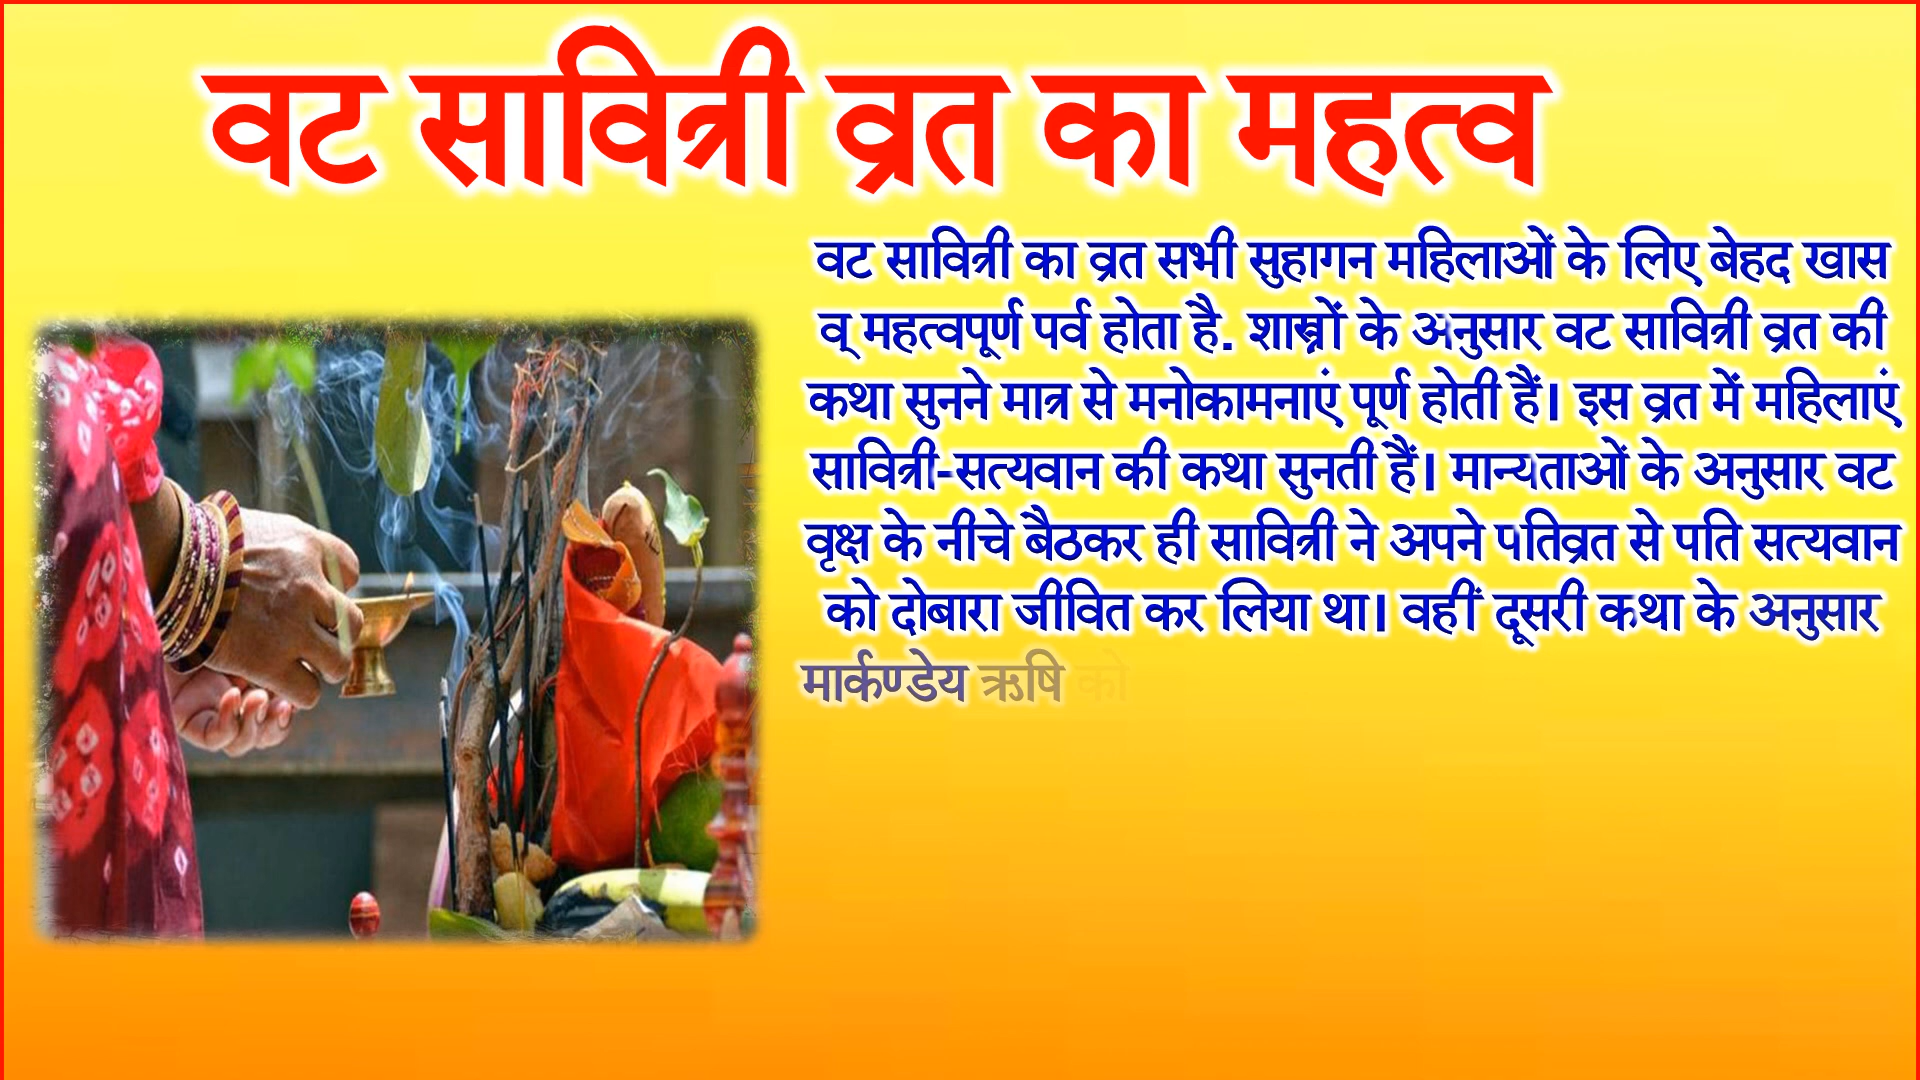 वट सावित्री व्रत का महत्व
वट सावित्री का व्रत सभी सुहागन महिलाओं के लिए बेहद खास
व् महत्वपूर्ण पर्व होता है. शास्त्रों के अनुसार वट सावित्री व्रत की
कथा सुनने मात्र से मनोकामनाएं पूर्ण होती हैं। इस व्रत में महिलाएं
सावित्री-सत्यवान की कथा सुनती हैं। मान्यताओं के अनुसार वट
वृक्ष के नीचे बैठकर ही सावित्री ने अपने पतिव्रत से पति सत्यवान
को दोबारा जीवित कर लिया था। वहीं दूसरी कथा के अनुसार
मार्कण्डेय ऋषि को